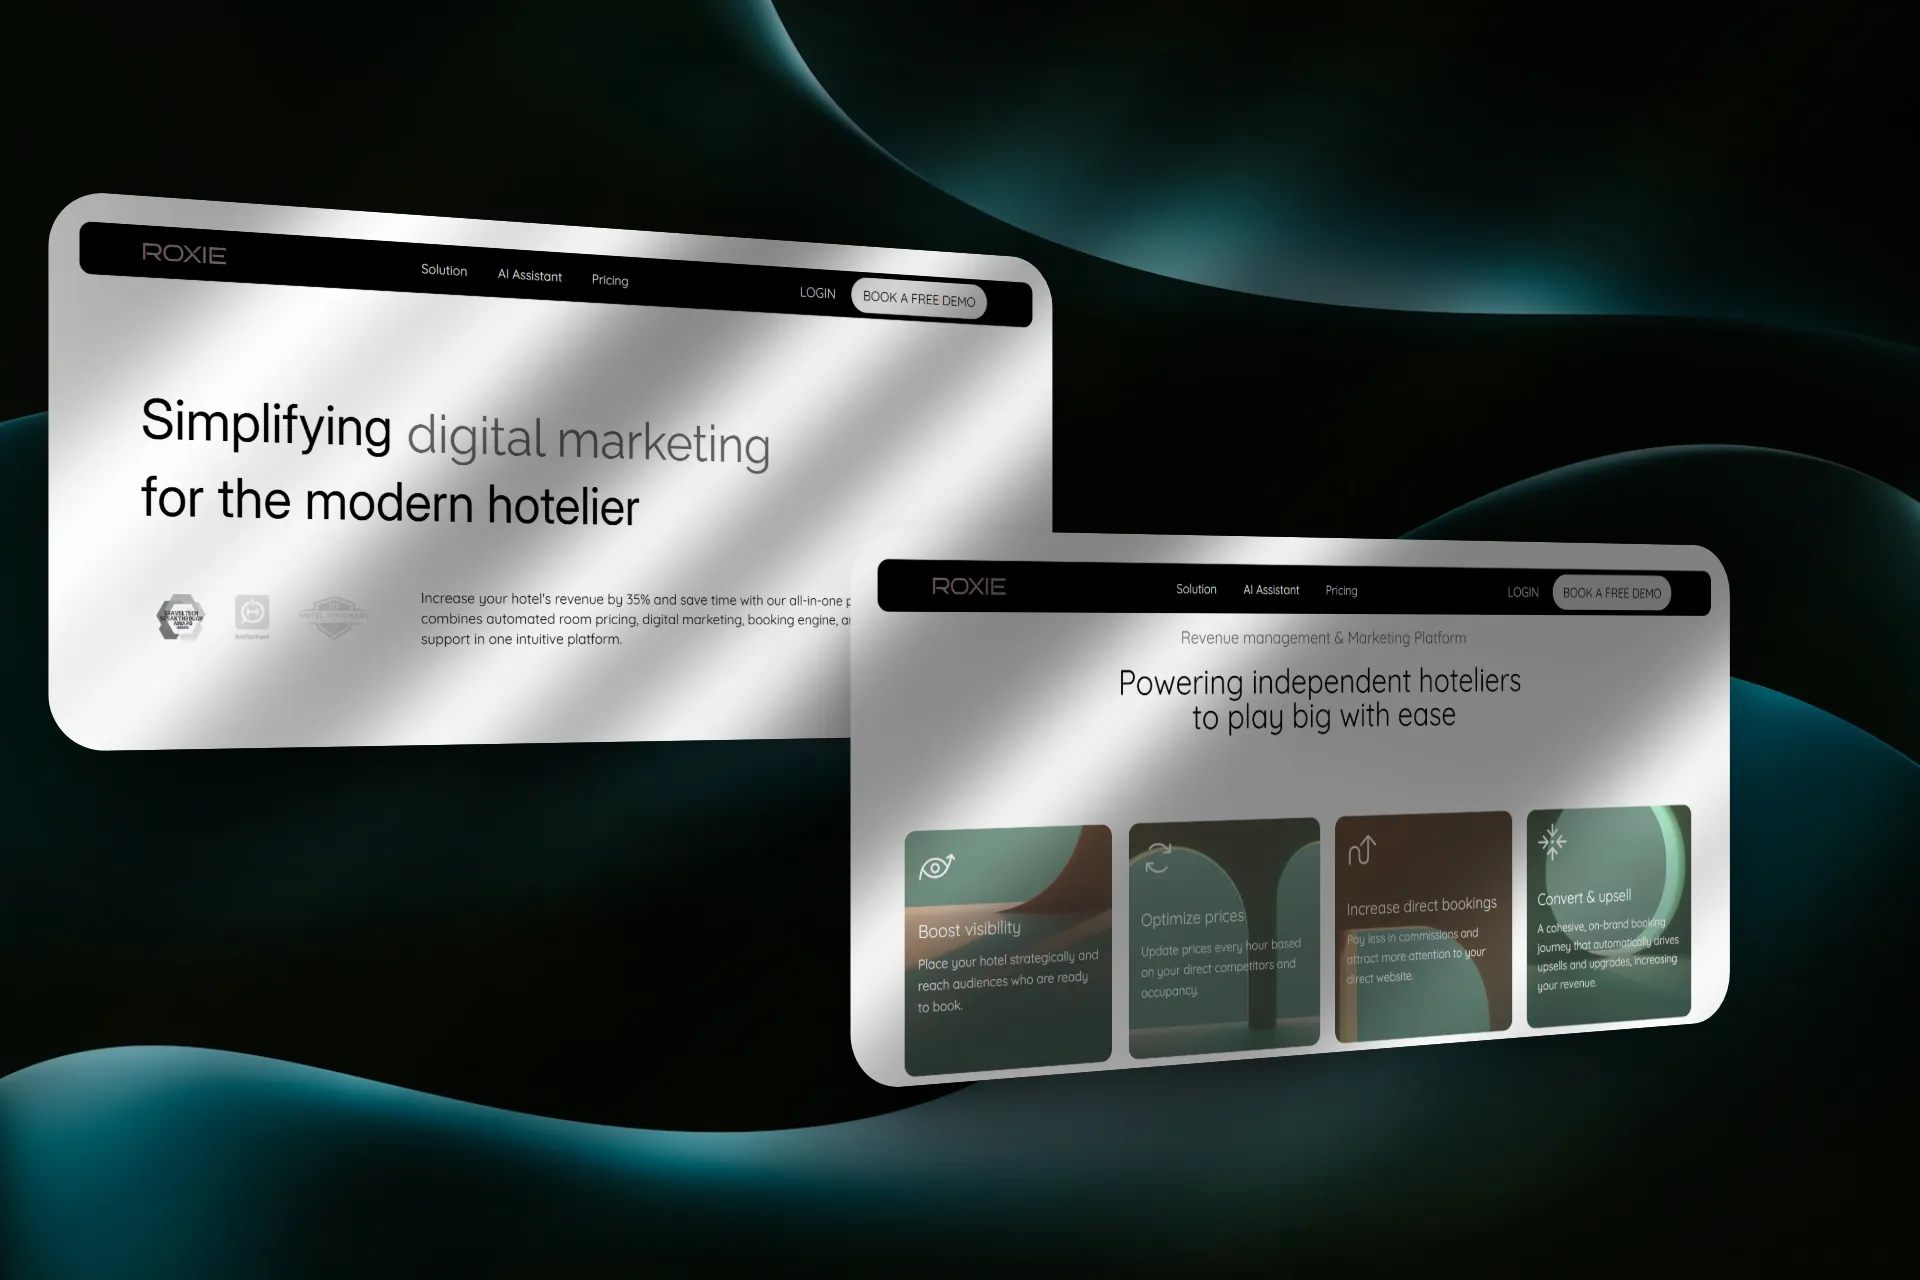 ROXIE
Solution
AI Assistant
Pricing
LOGIN
BOOK A FREE DEMO
Simplifying digital marketing
for the modern hotelier
TRAVELTECH
BREAKTHROUGH
AWARD
HOTEL VISIONARY
Increase your hotel's revenue by 35% and save time with our all-in-one
combines automated room pricing, digital marketing, booking engine,
support in one intuitive platform.
ROXIE
Solution
AI Assistant
Pricing
LOGIN
BOOK A FREE DEMO
Revenue management & Marketing Platform
Powering independent hoteliers
to play big with ease
Boost visibility
Place your hotel strategically and
reach audiences who are ready
to book.
Optimize prices
Update prices every hour based
on your direct competitors and
occupancy.
Increase direct bookings
Pay less in commissions and
attract more attention to your
direct website.
Convert & upsell
A cohesive, on-brand booking
journey that automatically drives
upsells and upgrades, increasing
your revenue.